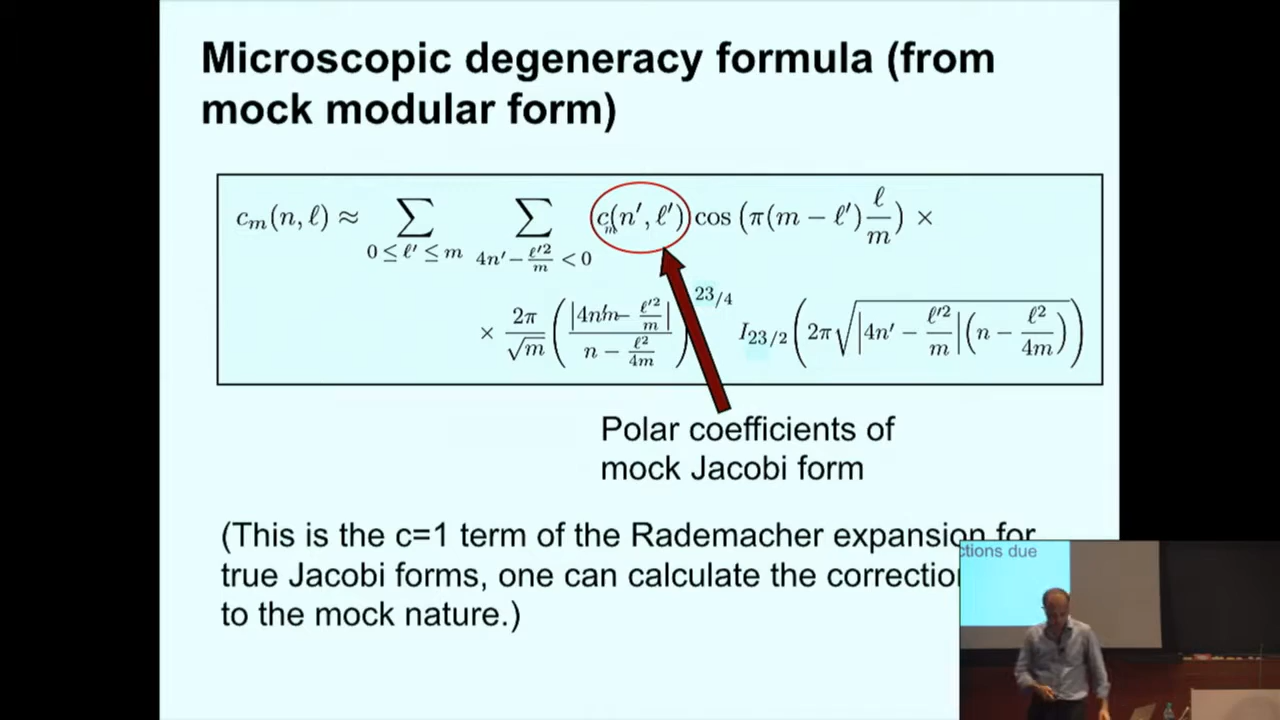 Microscopic degeneracy formula (from
mock modular form)
c_m(n,ℓ) ≈ ∑_{0≤ℓ′≤m} ∑_{4n′−ℓ′²/m<0} c_m(n′,ℓ′) cos(π(m−ℓ′)ℓ/m) ×
× 2π/√m (|4n′−ℓ′²/m|/(n−ℓ²/4m))^{23/4} I_{23/2}(2π√(|4n′−ℓ′²/m|(n−ℓ²/4m)))
Polar coefficients of
mock Jacobi form
(This is the c=1 term of the Rademacher expansion for
true Jacobi forms, one can calculate the correctio
to the mock nature.)
ctions due